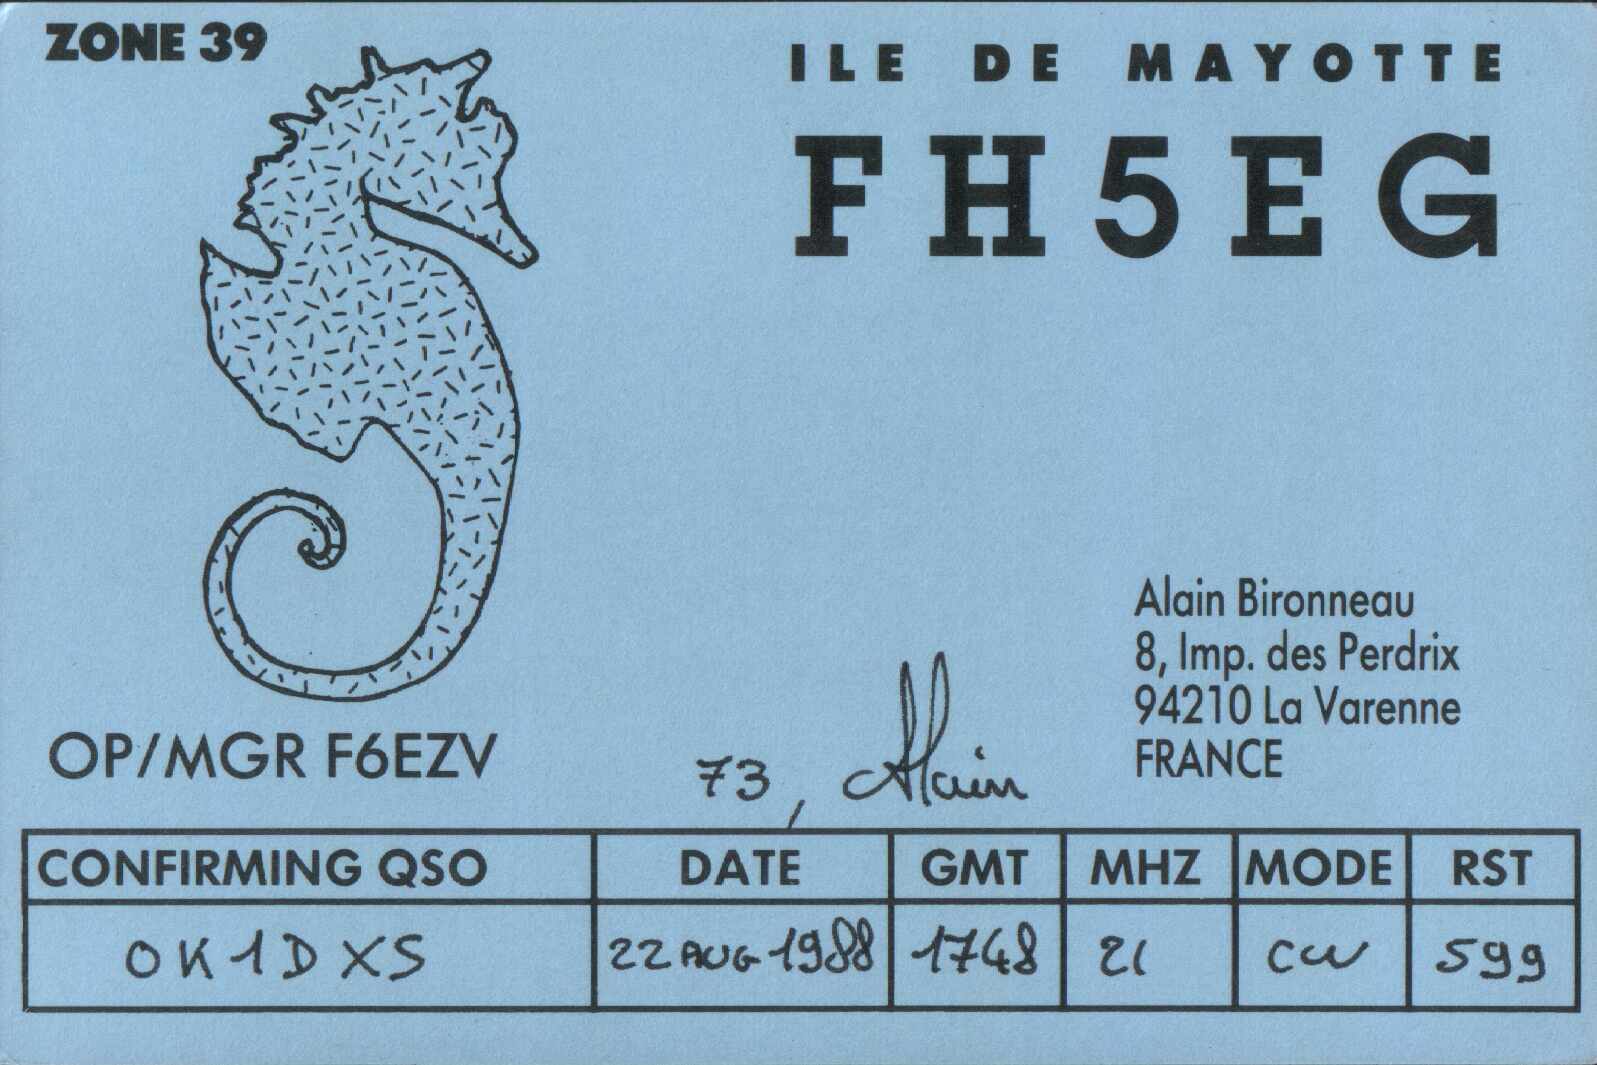 ZONE 39
ILE DE MAYOTTE
FH5EG
Alain Bironneau
8, Imp. des Perdrix
94210 La Varenne
FRANCE
OP/MGR F6EZV
73, Alain
CONFIRMING QSO DATE GMT MHZ MODE RST
OK1DXS 22 AUG 1988 1748 21 CW 599